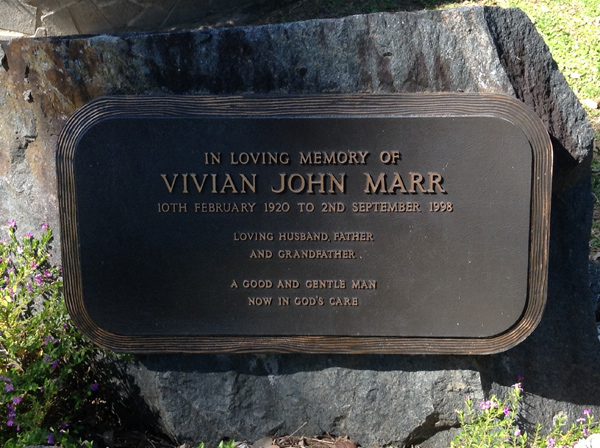 IN LOVING MEMORY OF
VIVIAN JOHN MARR
10TH FEBRUARY 1920 TO 2ND SEPTEMBER 1998
LOVING HUSBAND, FATHER
AND GRANDFATHER.
A GOOD AND GENTLE MAN
NOW IN GOD'S CARE